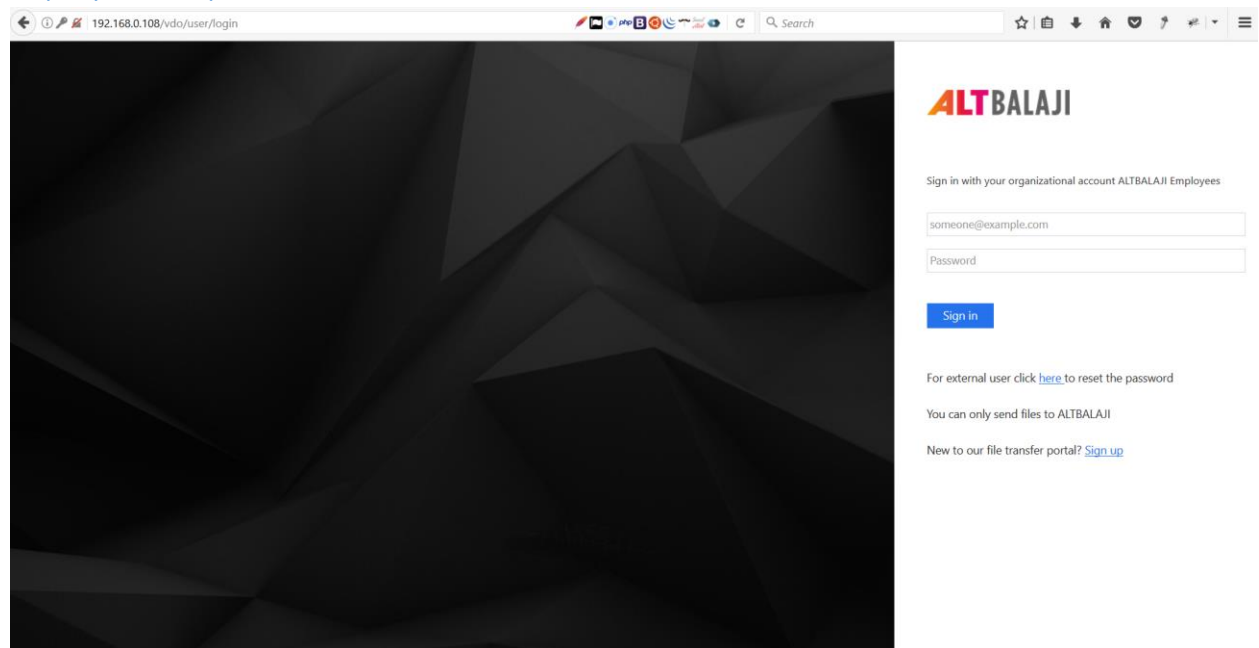 192.168.0.108/vdo/user/login
php
B
Search
ALTBALAJI
Sign in with your organizational account ALTBALAJI Employees
someone@example.com
Password
Sign in
For external user click here to reset the password
You can only send files to ALTBALAJI
New to our file transfer portal? Sign up